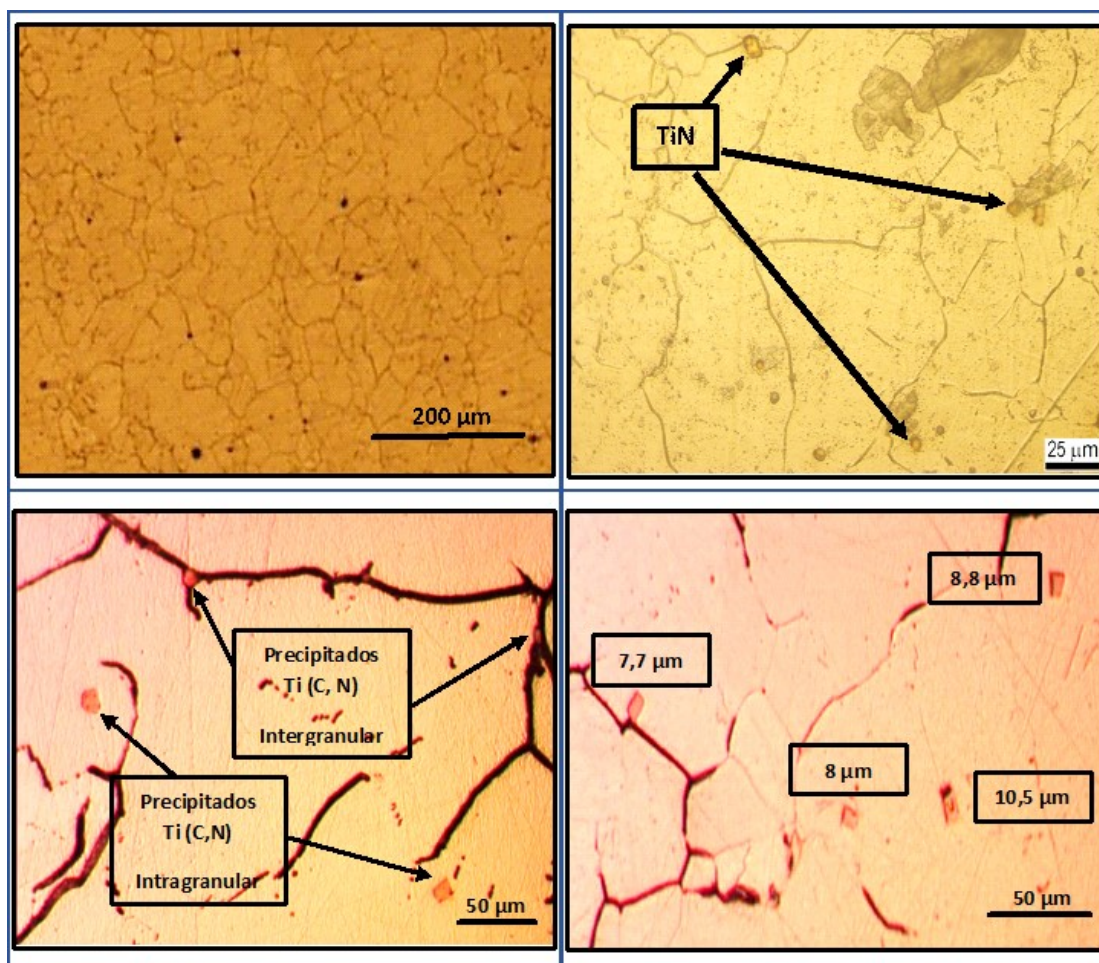 200 µm
TiN
25 µm
Precipitados
Ti (C, N)
Intergranular
Precipitados
Ti (C,N)
Intragranular
50 µm
8,8 µm
7,7 µm
8 µm
10,5 µm
50 µm